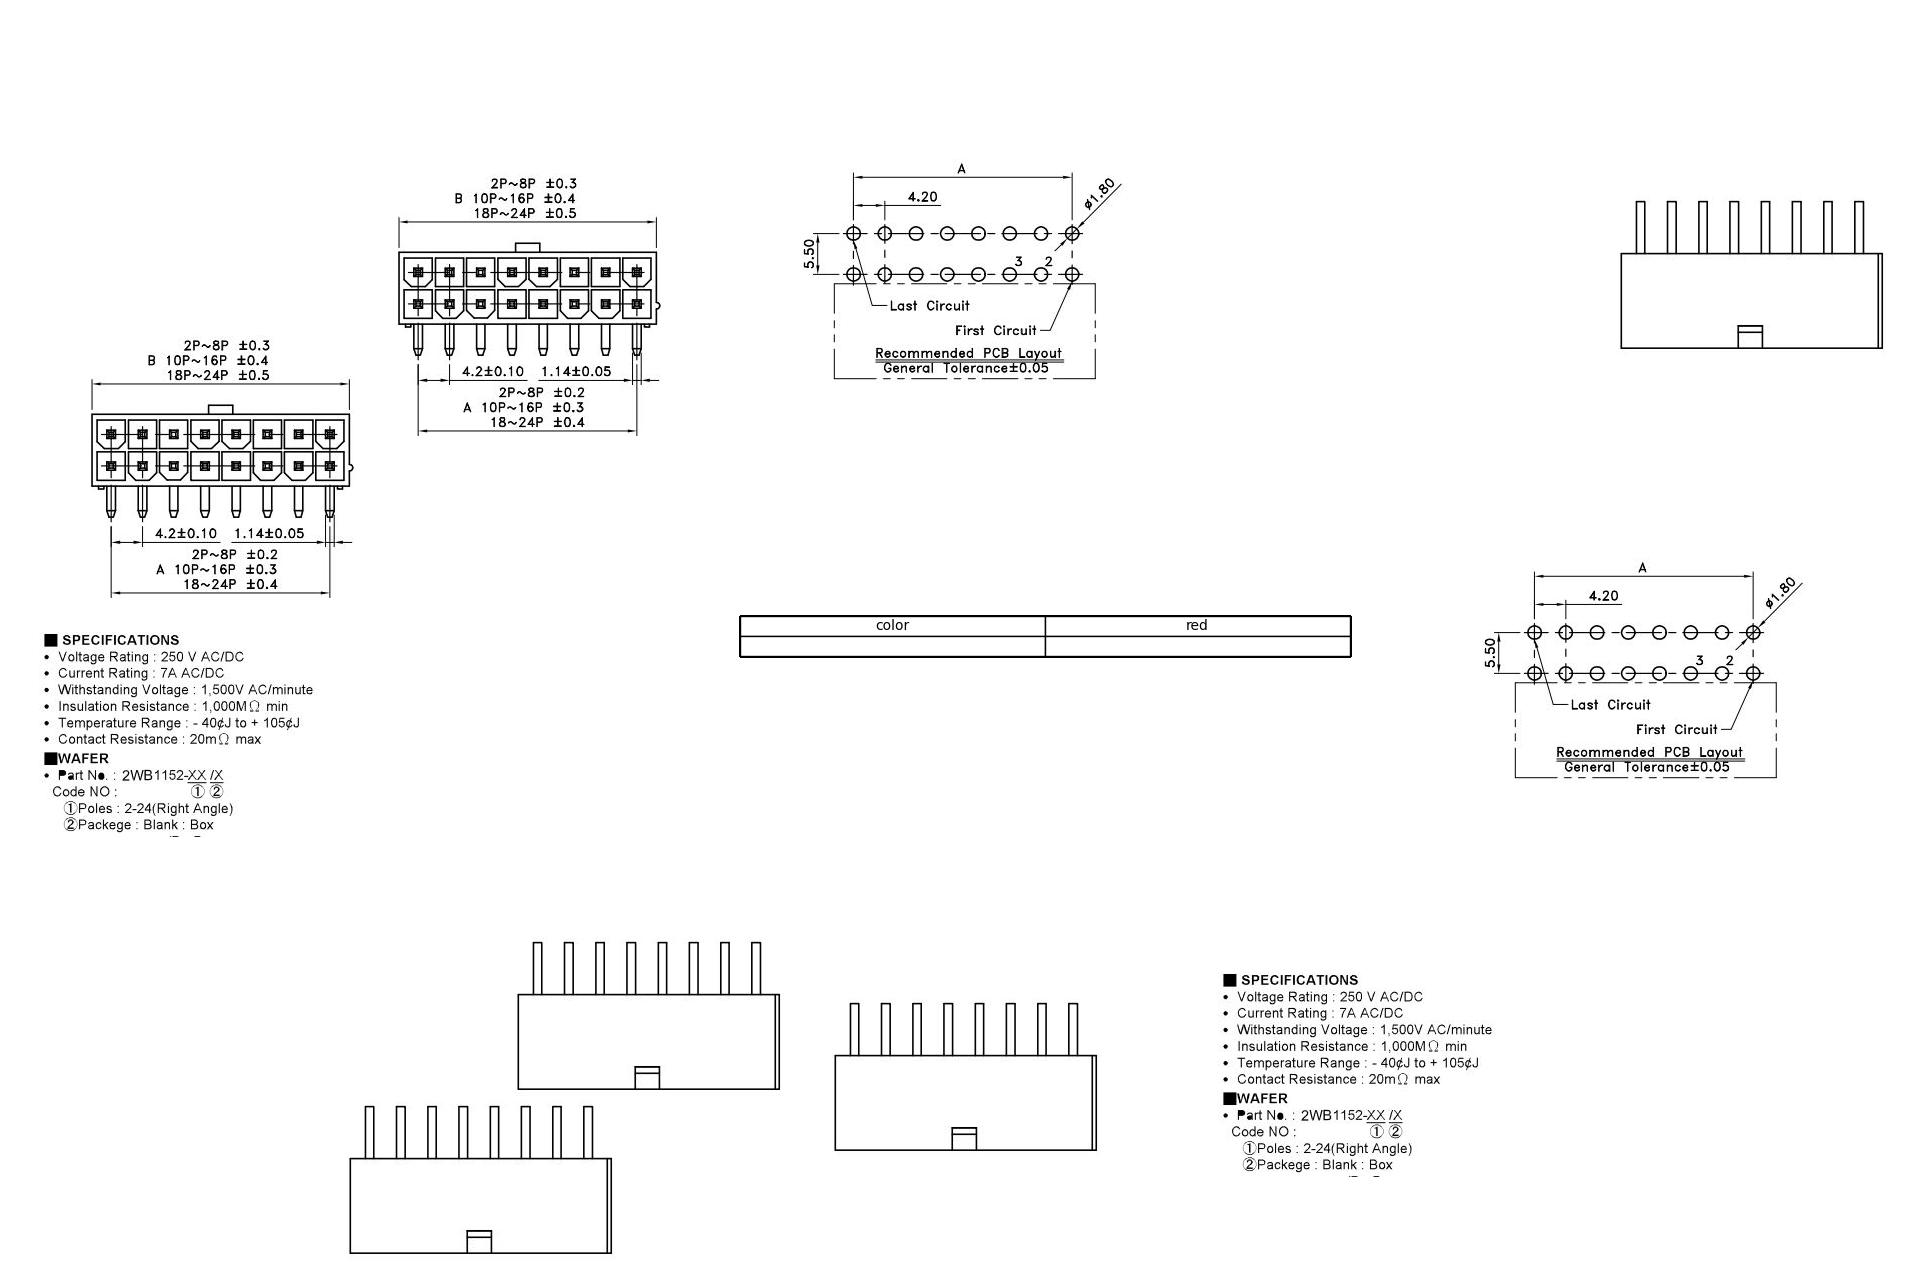 2P~8P ±0.3
B 10P~16P ±0.4
18P~24P ±0.5
4.2±0.10 1.14±0.05
2P~8P ±0.2
A 10P~16P ±0.3
18~24P ±0.4
A
4.20
ø1.80
5.50
3 2
Last Circuit
First Circuit
Recommended PCB Layout
General Tolerance±0.05
2P~8P ±0.3
B 10P~16P ±0.4
18P~24P ±0.5
4.2±0.10 1.14±0.05
2P~8P ±0.2
A 10P~16P ±0.3
18~24P ±0.4
color red
A
4.20
ø1.80
5.50
3 2
Last Circuit
First Circuit
Recommended PCB Layout
General Tolerance±0.05
■ SPECIFICATIONS
• Voltage Rating : 250 V AC/DC
• Current Rating : 7A AC/DC
• Withstanding Voltage : 1,500V AC/minute
• Insulation Resistance : 1,000MΩ min
• Temperature Range : - 40¢J to + 105¢J
• Contact Resistance : 20mΩ max
■WAFER
• Part No. : 2WB1152-XX /X
Code NO : ① ②
①Poles : 2-24(Right Angle)
②Packege : Blank : Box
■ SPECIFICATIONS
• Voltage Rating : 250 V AC/DC
• Current Rating : 7A AC/DC
• Withstanding Voltage : 1,500V AC/minute
• Insulation Resistance : 1,000MΩ min
• Temperature Range : - 40¢J to + 105¢J
• Contact Resistance : 20mΩ max
■WAFER
• Part No. : 2WB1152-XX /X
Code NO : ① ②
①Poles : 2-24(Right Angle)
②Packege : Blank : Box